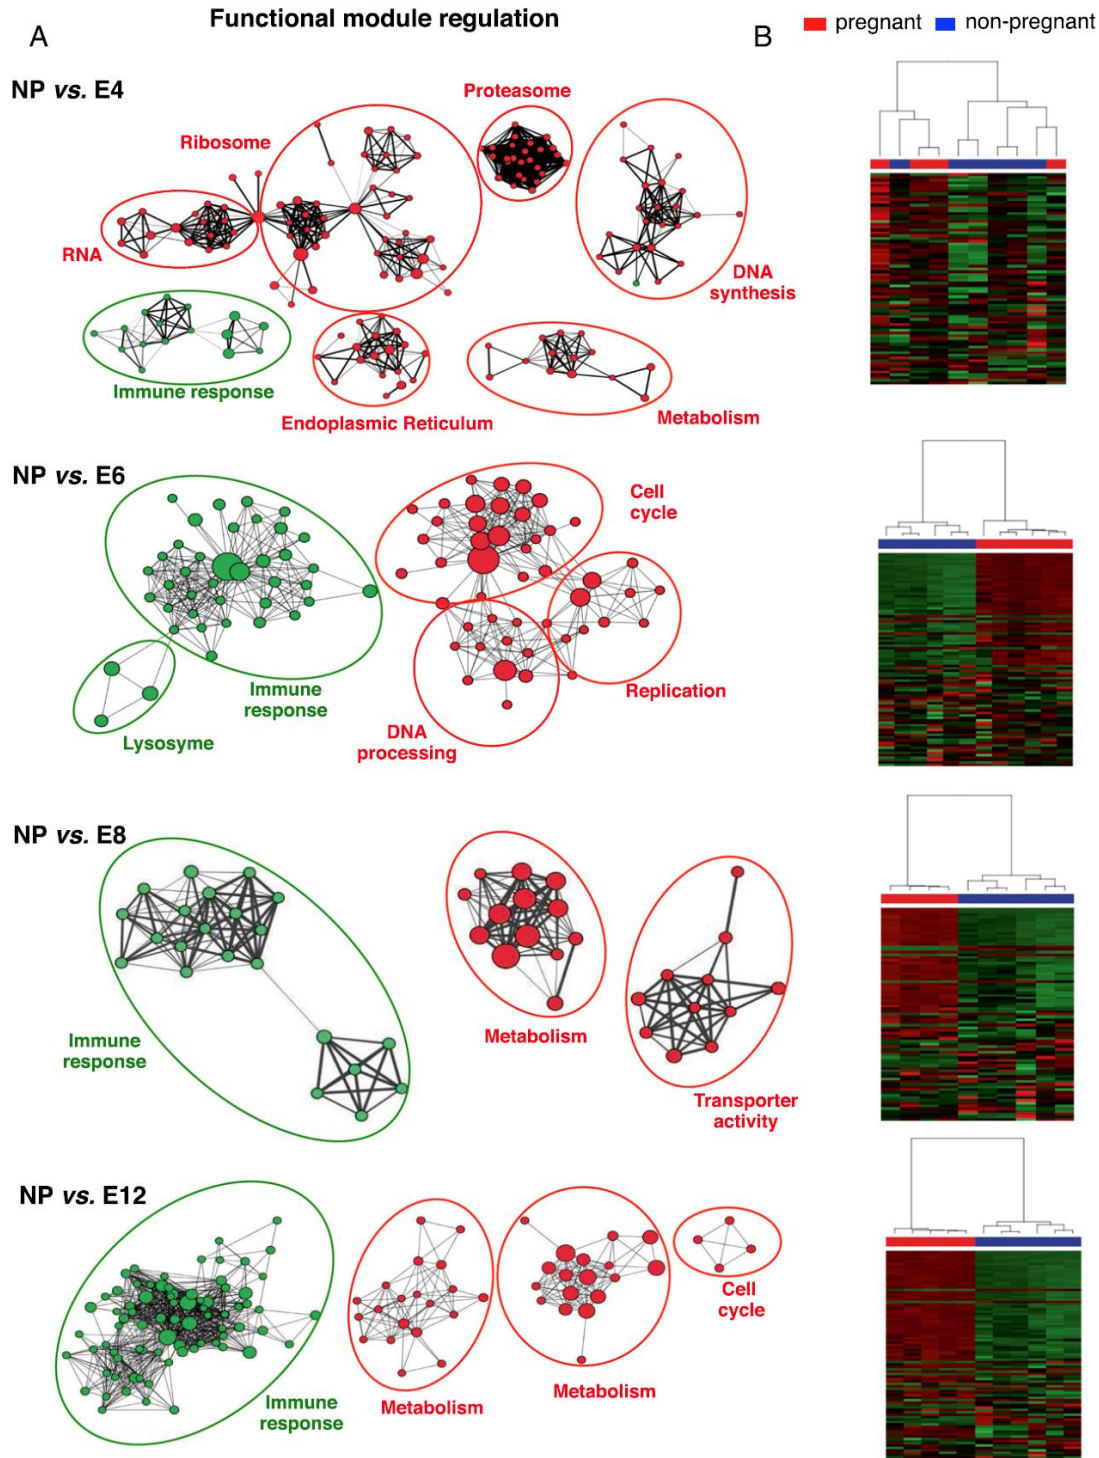 Functional module regulation
A
B
pregnant
non-pregnant
NP vs. E4
Proteasome
Ribosome
RNA
DNA
synthesis
Immune response
Endoplasmic Reticulum
Metabolism
NP vs. E6
Cell
cycle
Immune
response
Replication
Lysosyme
DNA
processing
NP vs. E8
Immune
response
Metabolism
Transporter
activity
NP vs. E12
Cell
cycle
Immune
response
Metabolism
Metabolism